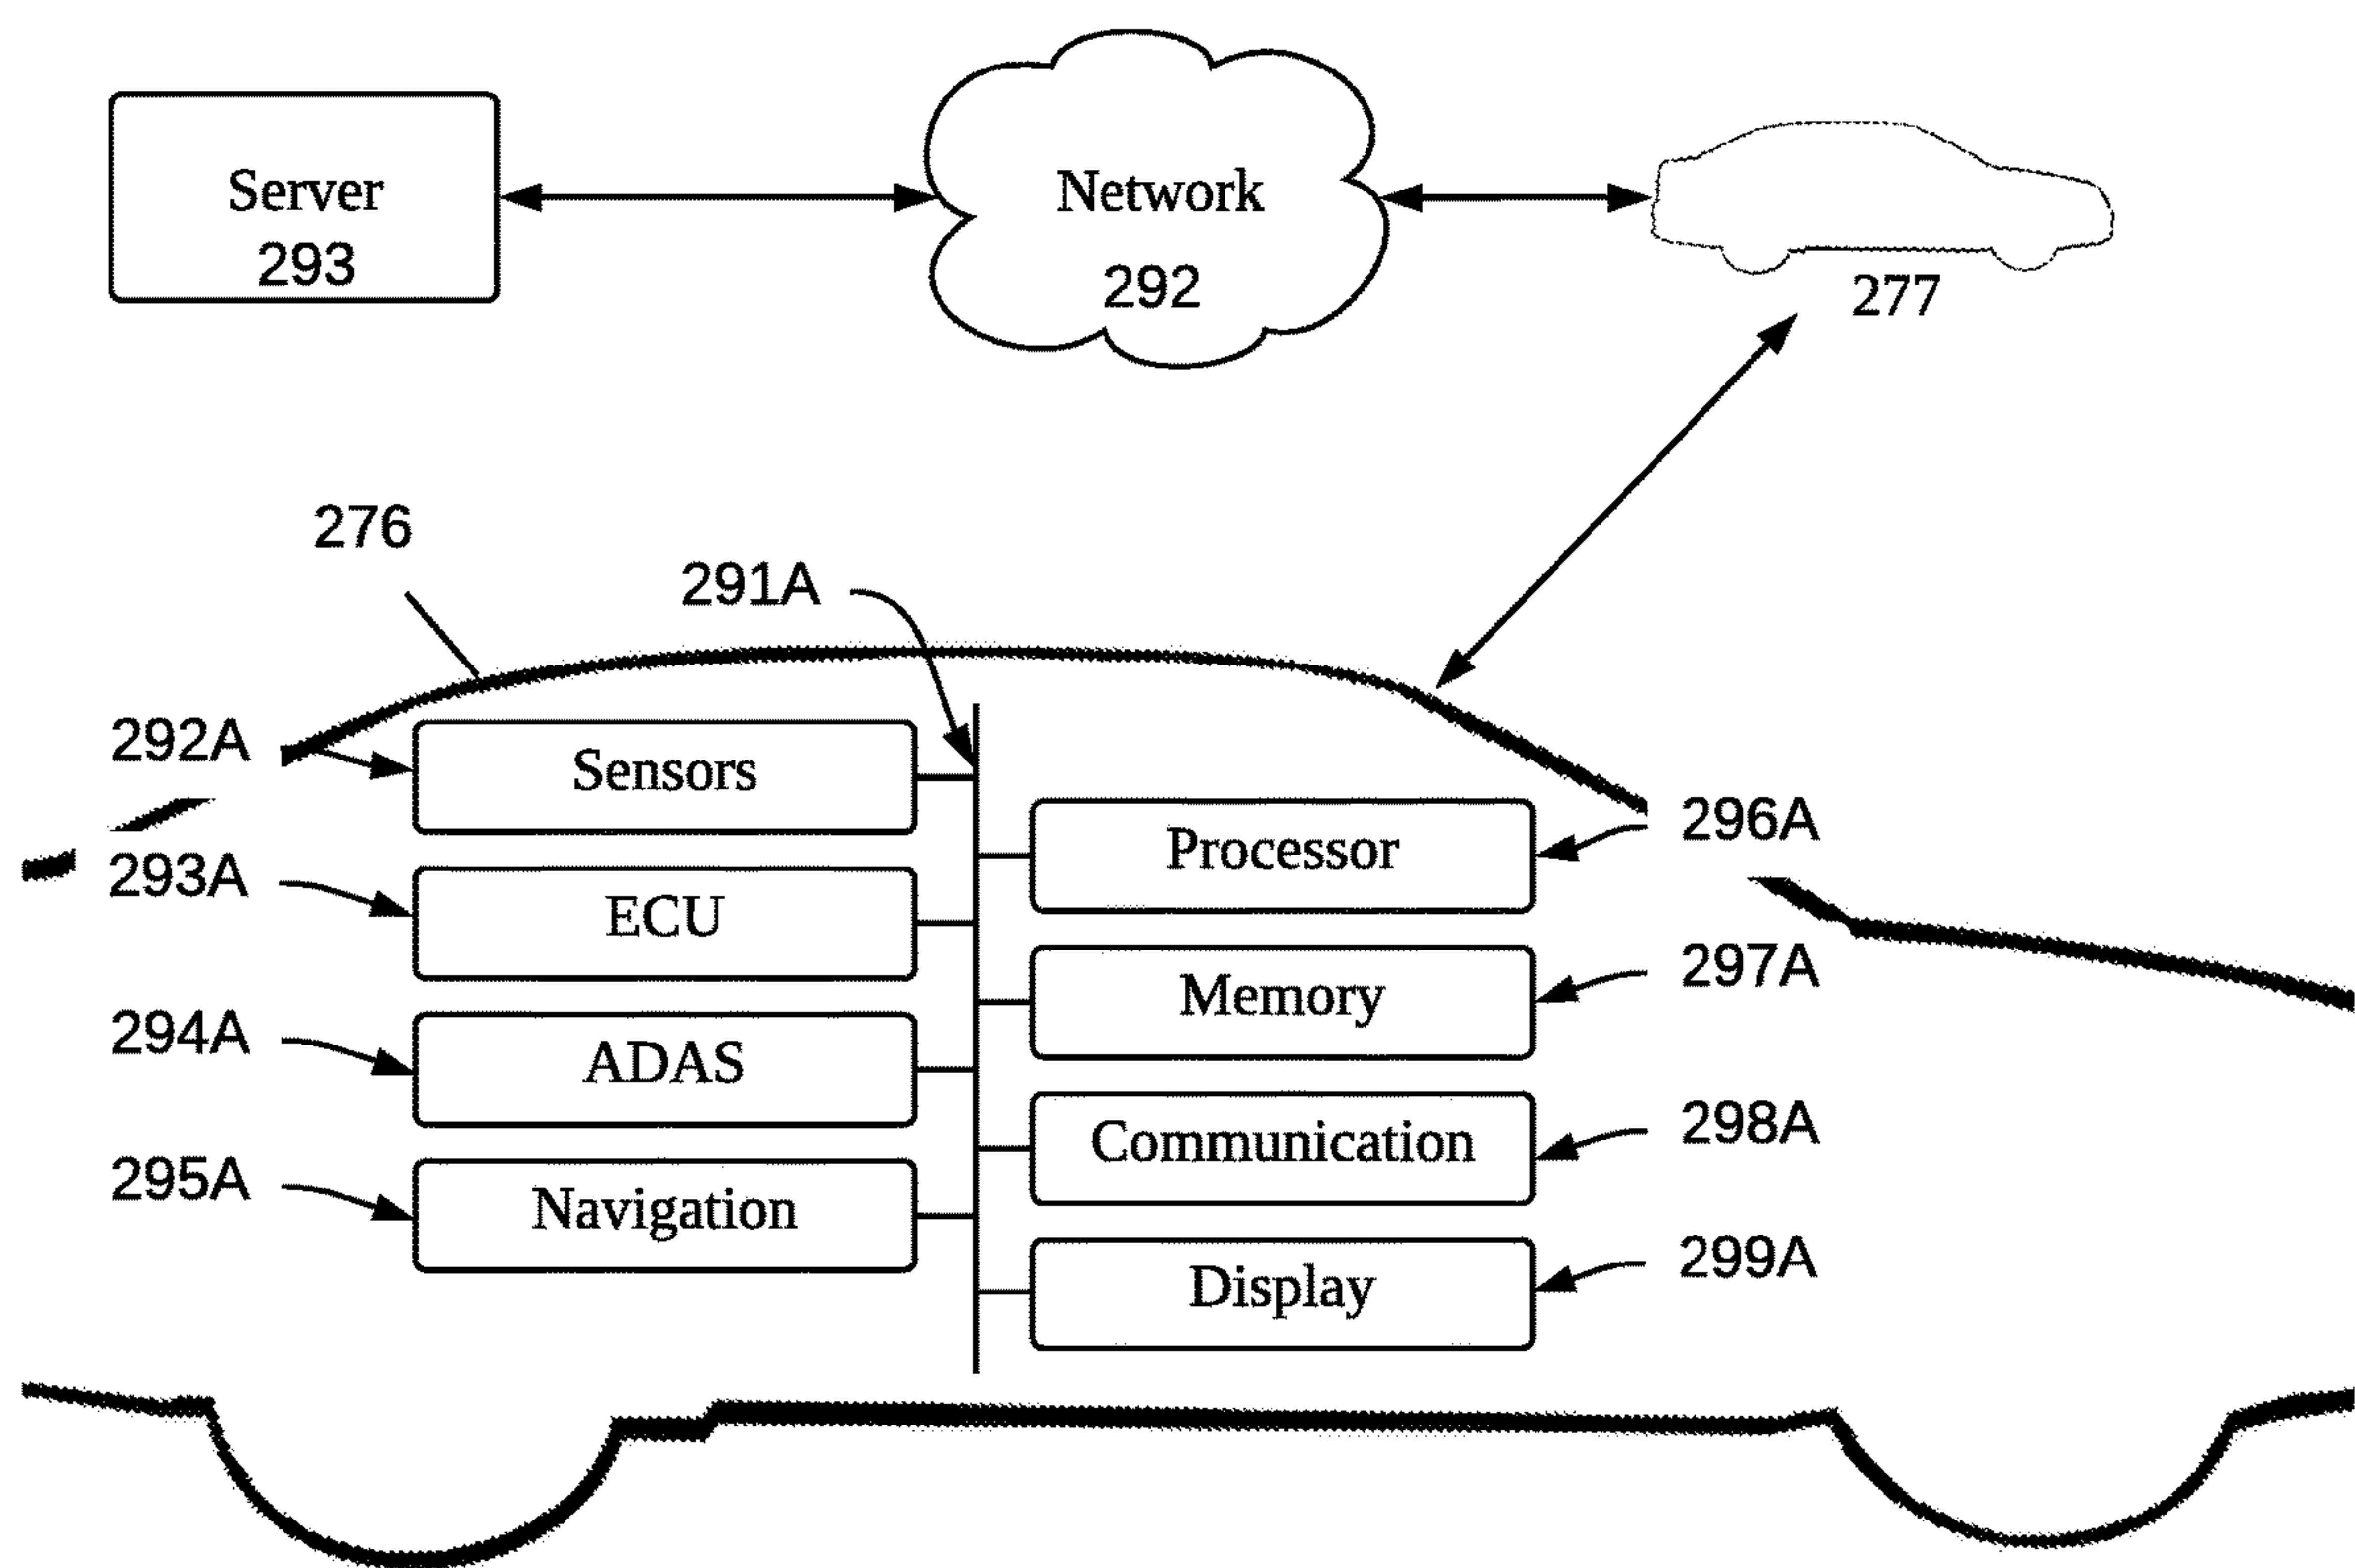 Server
293
Network
292
277
276
291A
292A
Sensors
296A
Processor
293A
ECU
297A
Memory
294A
ADAS
298A
Communication
295A
Navigation
299A
Display